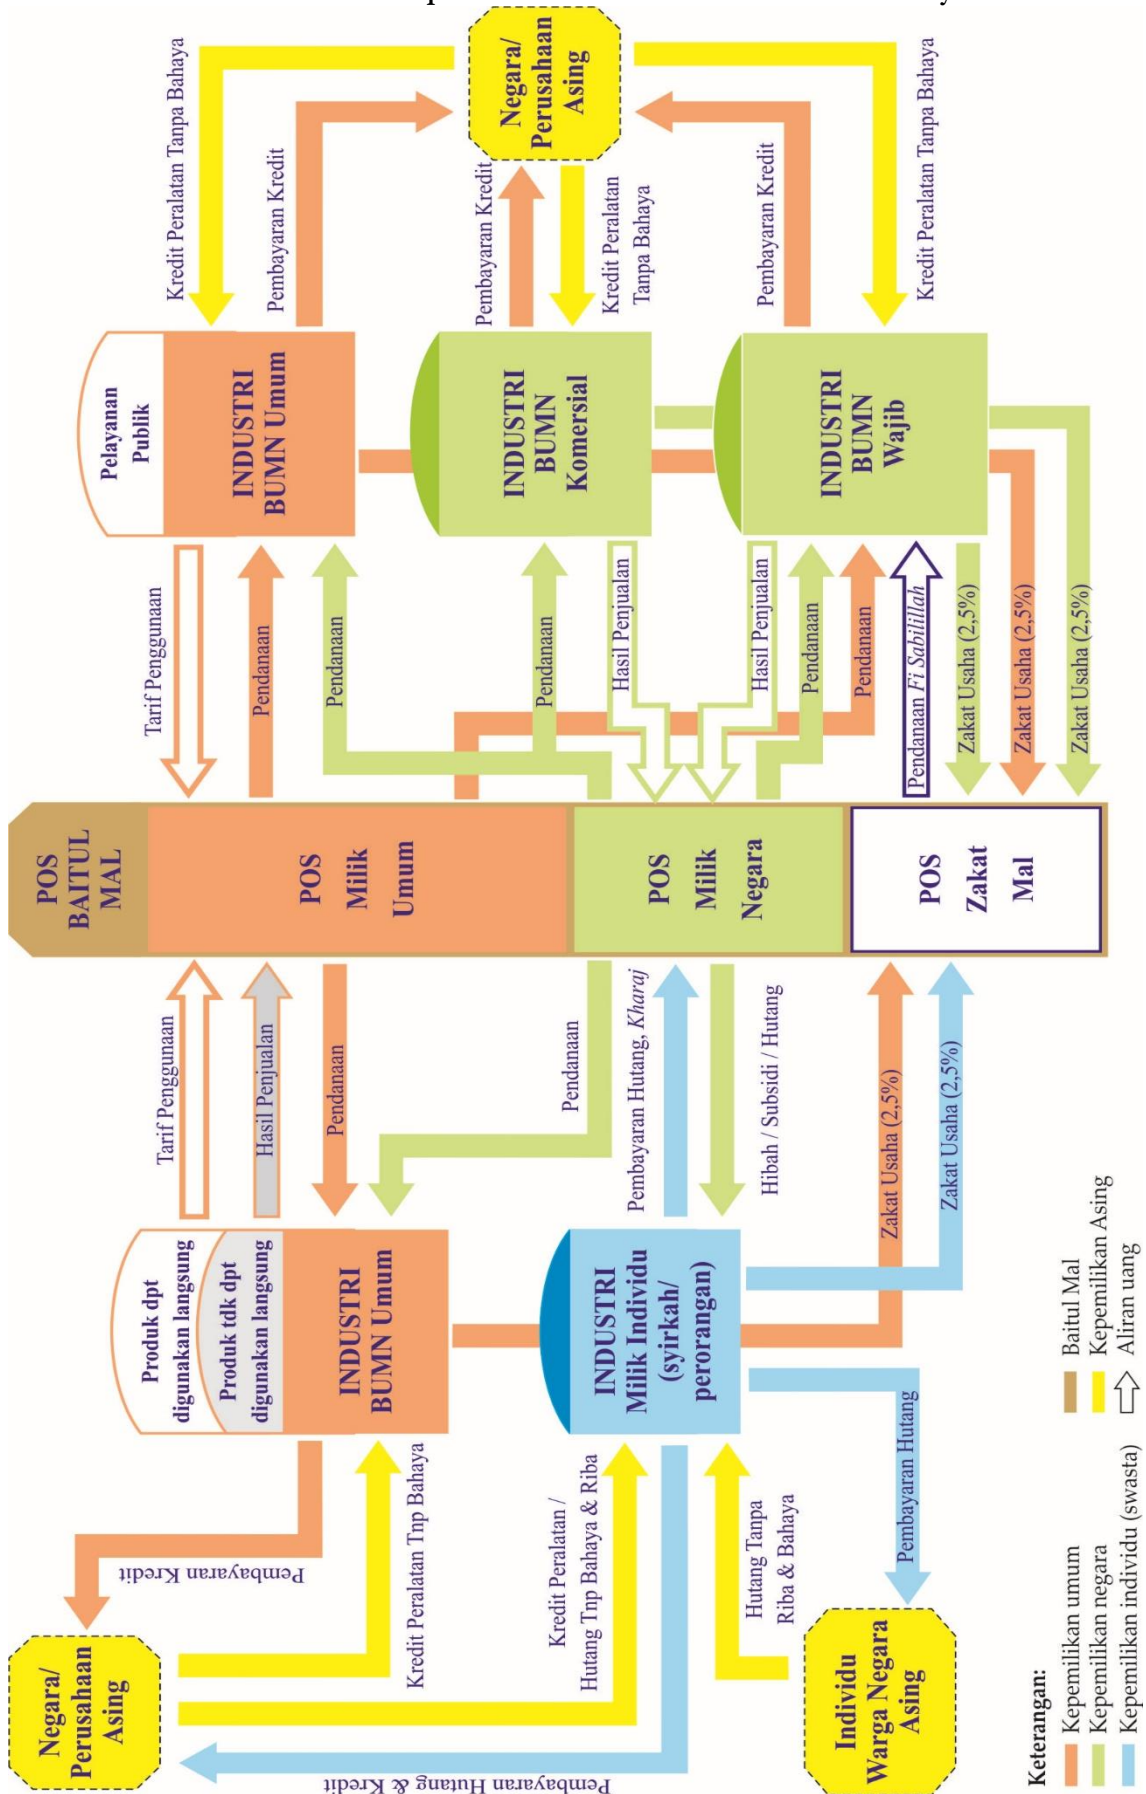 Negara/
Perusahaan
Asing
Pembayaran Hutang & Kredit
Pembayaran Kredit
Kredit Peralatan Tnp Bahaya
Kredit Peralatan /
Hutang Tnp Bahaya & Riba
Hutang Tanpa
Riba & Bahaya
Pembayaran Hutang
Individu
Warga Negara
Asing
Produk dpt
digunakan langsung
Produk tdk dpt
digunakan langsung
INDUSTRI
BUMN Umum
INDUSTRI
Milik Individu
(syirkah/
perorangan)
Tarif Penggunaan
Hasil Penjualan
Pendanaan
Pendanaan
Pembayaran Hutang, Kharaj
Hibah / Subsidi / Hutang
Zakat Usaha (2,5%)
Zakat Usaha (2,5%)
POS
BAITUL
MAL
POS
Milik
Umum
POS
Milik
Negara
POS
Zakat
Mal
Tarif Penggunaan
Pendanaan
Pendanaan
Pendanaan
Hasil Penjualan
Hasil Penjualan
Pendanaan
Pendanaan
Pendanaan Fi Sabilillah
Zakat Usaha (2,5%)
Zakat Usaha (2,5%)
Zakat Usaha (2,5%)
Pelayanan
Publik
INDUSTRI
BUMN Umum
INDUSTRI
BUMN
Komersial
INDUSTRI
BUMN
Wajib
Kredit Peralatan Tanpa Bahaya
Pembayaran Kredit
Pembayaran Kredit
Kredit Peralatan
Tanpa Bahaya
Pembayaran Kredit
Kredit Peralatan Tanpa Bahaya
Negara/
Perusahaan
Asing
Keterangan:
Kepemilikan umum
Kepemilikan negara
Kepemilikan individu (swasta)
Baitul Mal
Kepemilikan Asing
Aliran uang